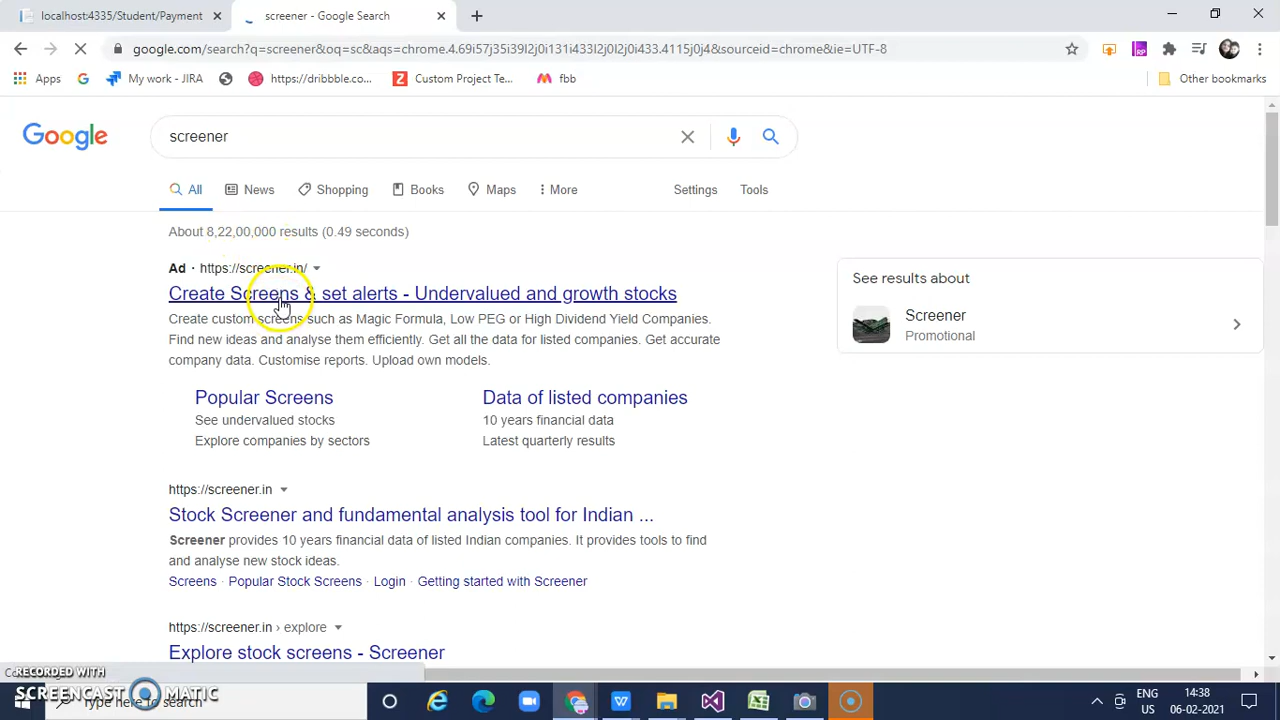 localhost:4335/Student/Payment
screener - Google Search
google.com/search?q=screener&oq=sc&aqs=chrome.4.69i57j35i39l2j0i131i433l2j0l2j0i433.4115j0j4&sourceid=chrome&ie=UTF-8
Apps
My work - JIRA
https://dribbble.co...
Custom Project Te...
fbb
Other bookmarks
Google
screener
All
News
Shopping
Books
Maps
More
Settings
Tools
About 8,22,00,000 results (0.49 seconds)
Ad · https://screener.in/
See results about
Create Screens & set alerts - Undervalued and growth stocks
Screener
Promotional
Create custom screens such as Magic Formula, Low PEG or High Dividend Yield Companies.
Find new ideas and analyse them efficiently. Get all the data for listed companies. Get accurate
company data. Customise reports. Upload own models.
Popular Screens
Data of listed companies
See undervalued stocks
10 years financial data
Explore companies by sectors
Latest quarterly results
https://screener.in
Stock Screener and fundamental analysis tool for Indian ...
Screener provides 10 years financial data of listed Indian companies. It provides tools to find
and analyse new stock ideas.
Screens · Popular Stock Screens · Login · Getting started with Screener
https://screener.in › explore
Explore stock screens - Screener
RECORDED WITH
SCREENCAST MATIC
Type here to search
ENG
US
14:38
06-02-2021